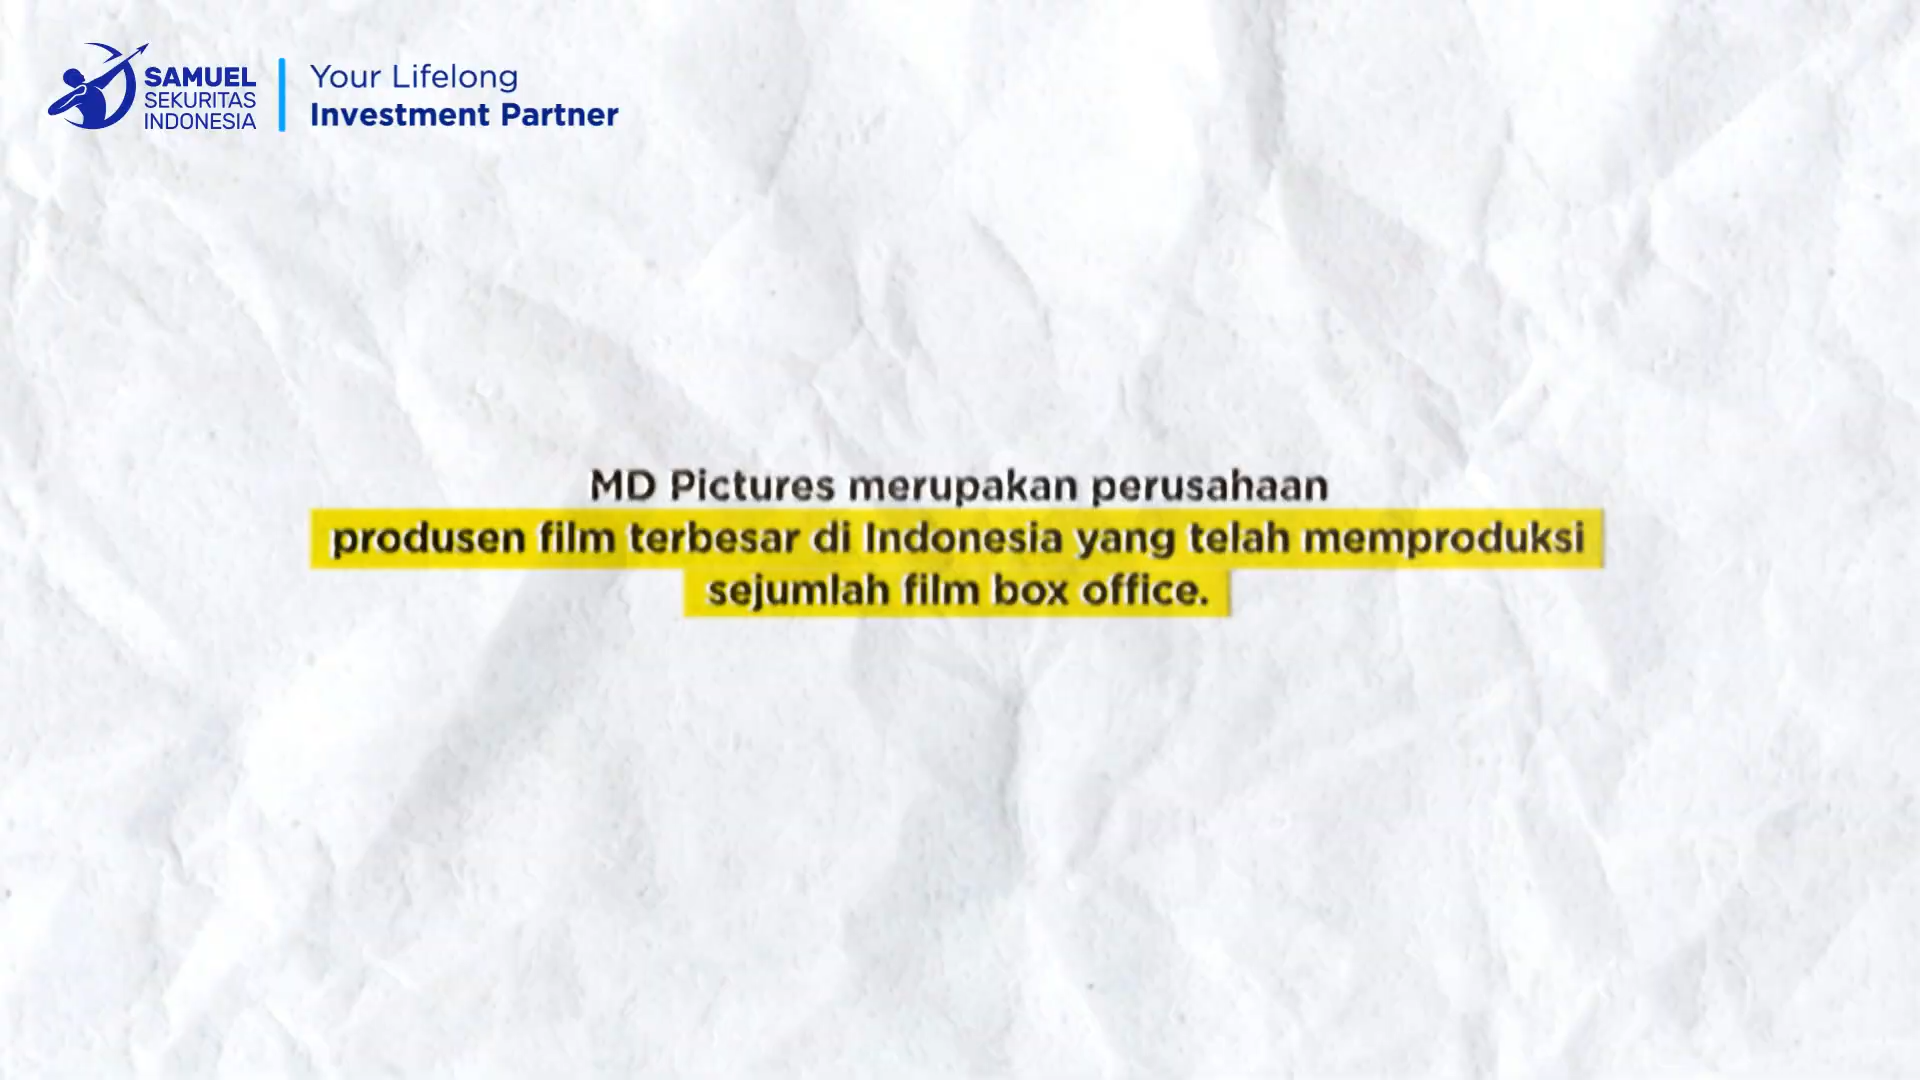 SAMUEL
SEKURITAS
INDONESIA
Your Lifelong
Investment Partner
MD Pictures merupakan perusahaan
produsen film terbesar di Indonesia yang telah memproduksi
sejumlah film box office.